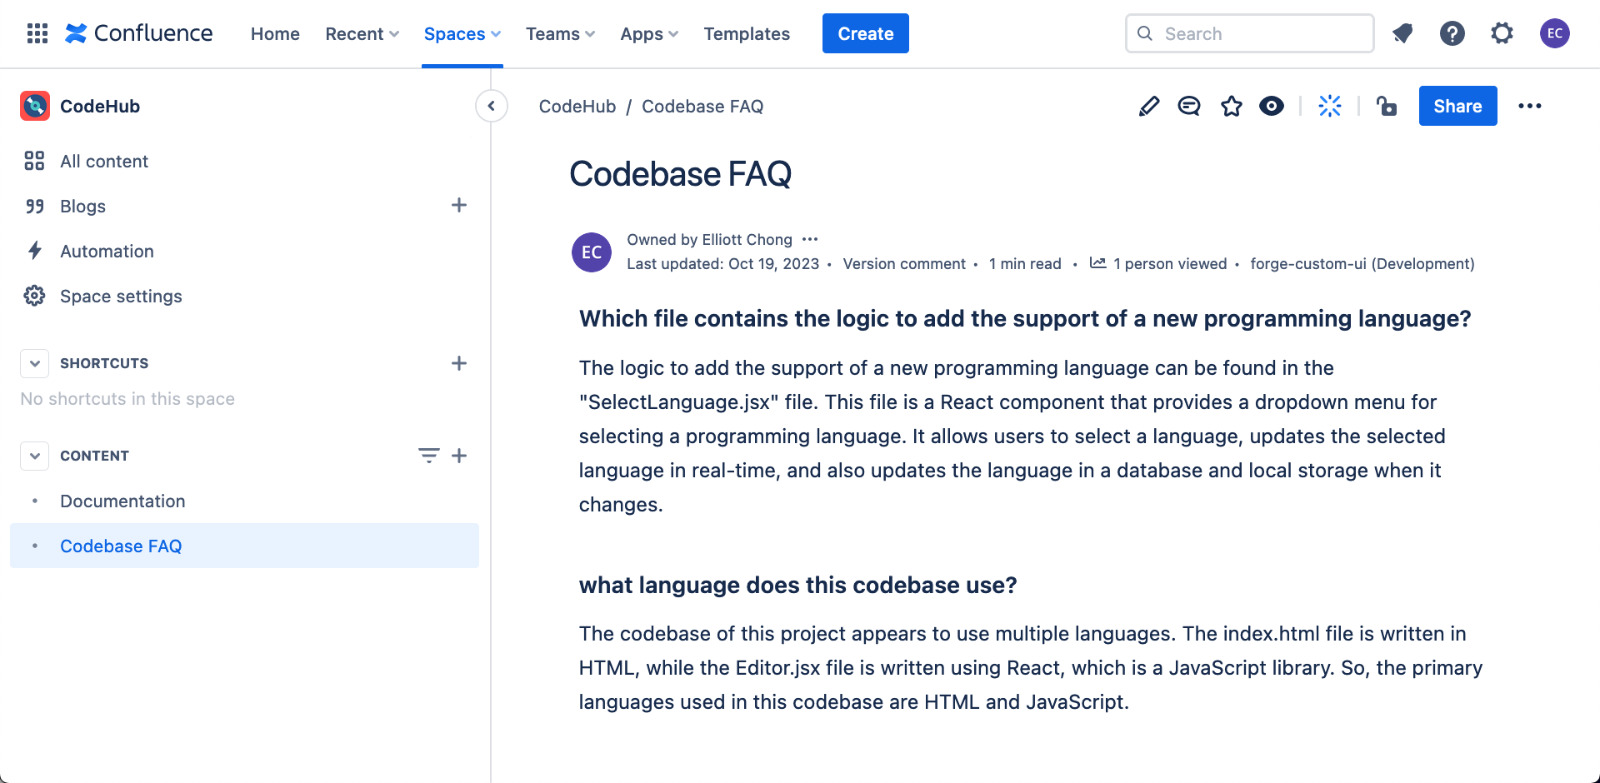 Confluence
Home
Recent
Spaces
Teams
Apps
Templates
Create
Search
EC
CodeHub
All content
Blogs
Automation
Space settings
SHORTCUTS
No shortcuts in this space
CONTENT
Documentation
Codebase FAQ
CodeHub / Codebase FAQ
Share
Codebase FAQ
EC
Owned by Elliott Chong
Last updated: Oct 19, 2023 • Version comment • 1 min read • 1 person viewed • forge-custom-ui (Development)
Which file contains the logic to add the support of a new programming language?
The logic to add the support of a new programming language can be found in the
"SelectLanguage.jsx" file. This file is a React component that provides a dropdown menu for
selecting a programming language. It allows users to select a language, updates the selected
language in real-time, and also updates the language in a database and local storage when it
changes.
what language does this codebase use?
The codebase of this project appears to use multiple languages. The index.html file is written in
HTML, while the Editor.jsx file is written using React, which is a JavaScript library. So, the primary
languages used in this codebase are HTML and JavaScript.